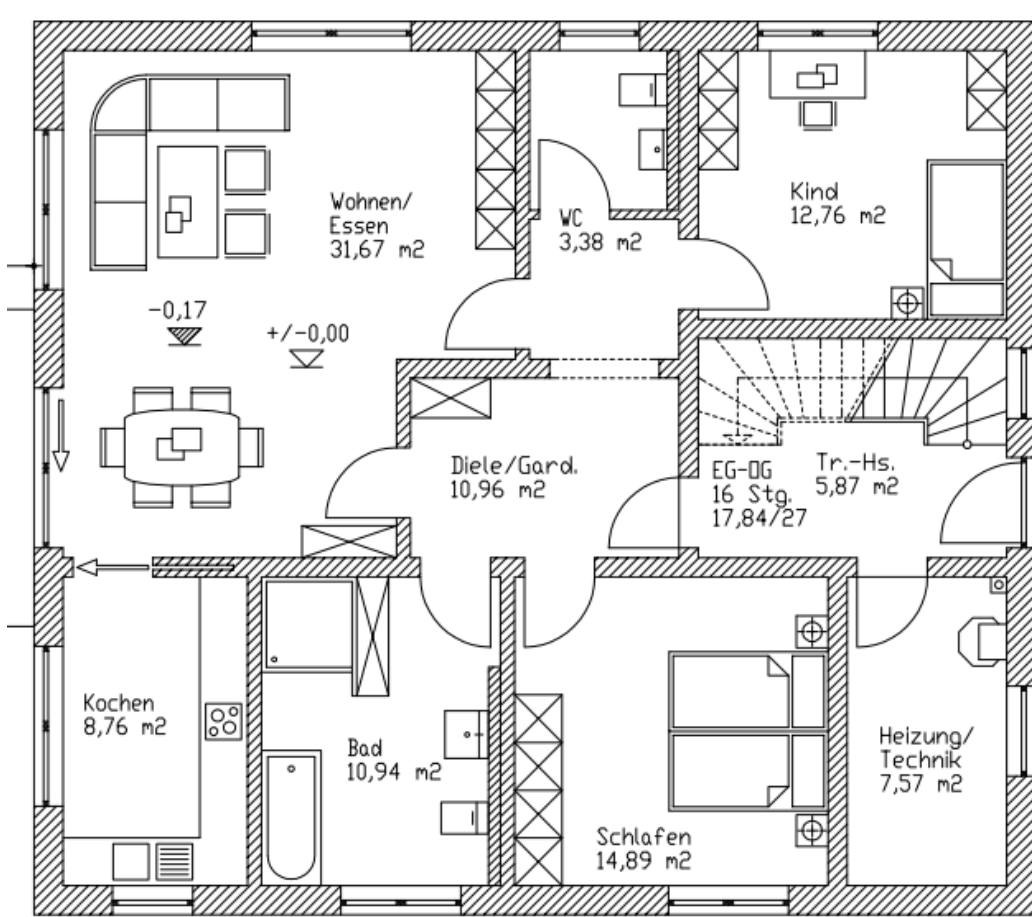 Wohnen/
Essen
31,67 m2
WC
3,38 m2
Kind
12,76 m2
-0,17
+/-0,00
Diele/Gard.
10,96 m2
EG-OG
16 Stg.
17,84/27
Tr.-Hs.
5,87 m2
Kochen
8,76 m2
Bad
10,94 m2
Schlafen
14,89 m2
Heizung/
Technik
7,57 m2